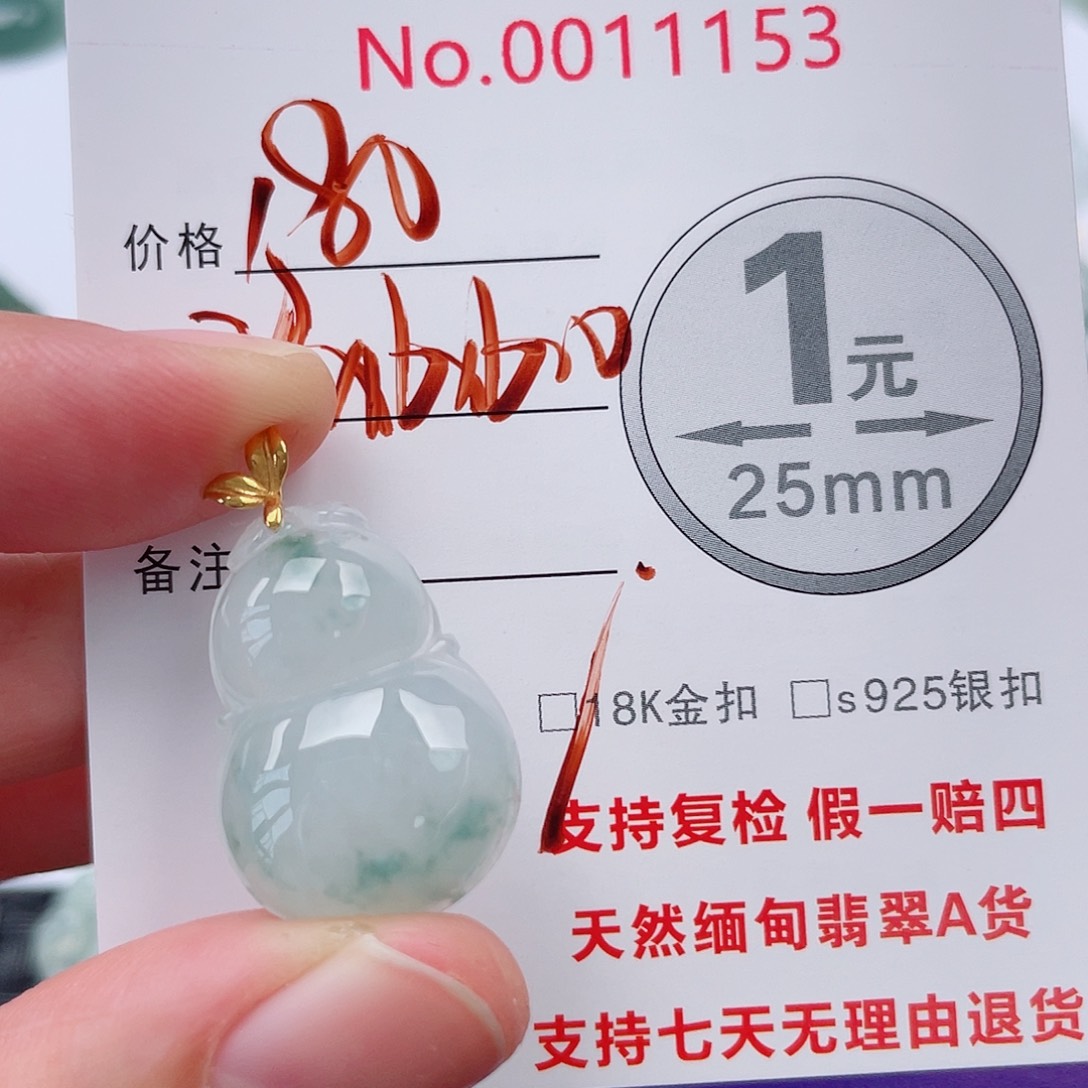 No.0011153
价格 180
1元
25mm
备注
18K金扣 s925银扣
支持复检 假一赔四
天然缅甸翡翠A货
支持七天无理由退货